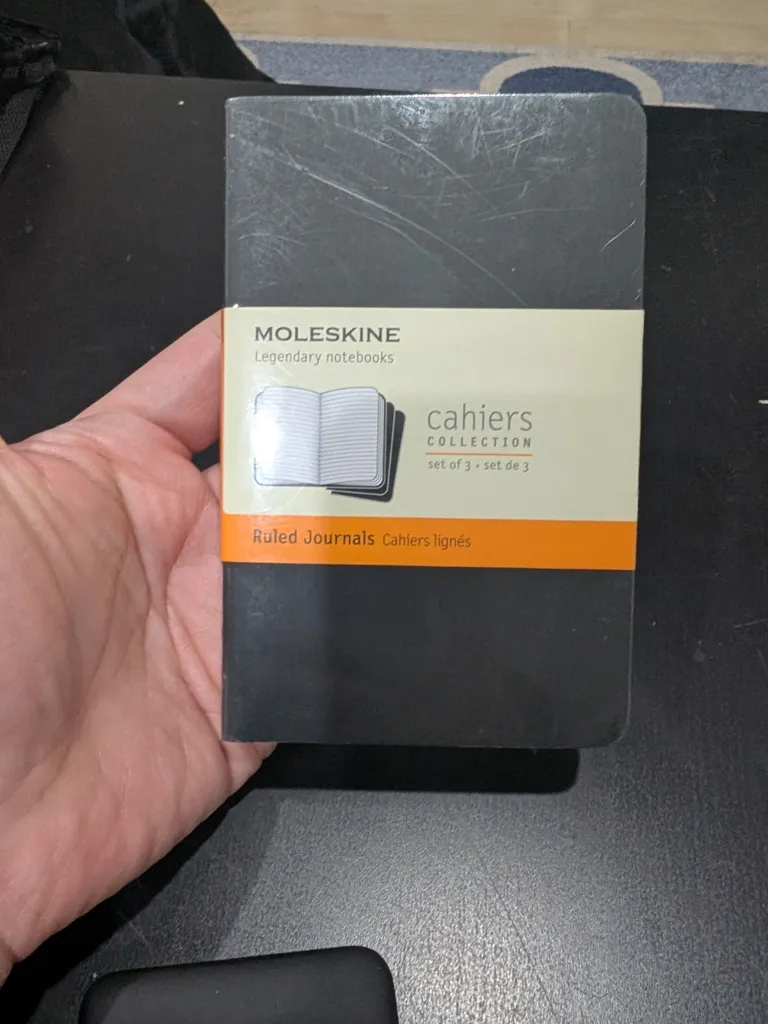 MOLESKINE
Legendary notebooks
cahiers
COLLECTION
set of 3 • set de 3
Ruled Journals Cahiers lignés